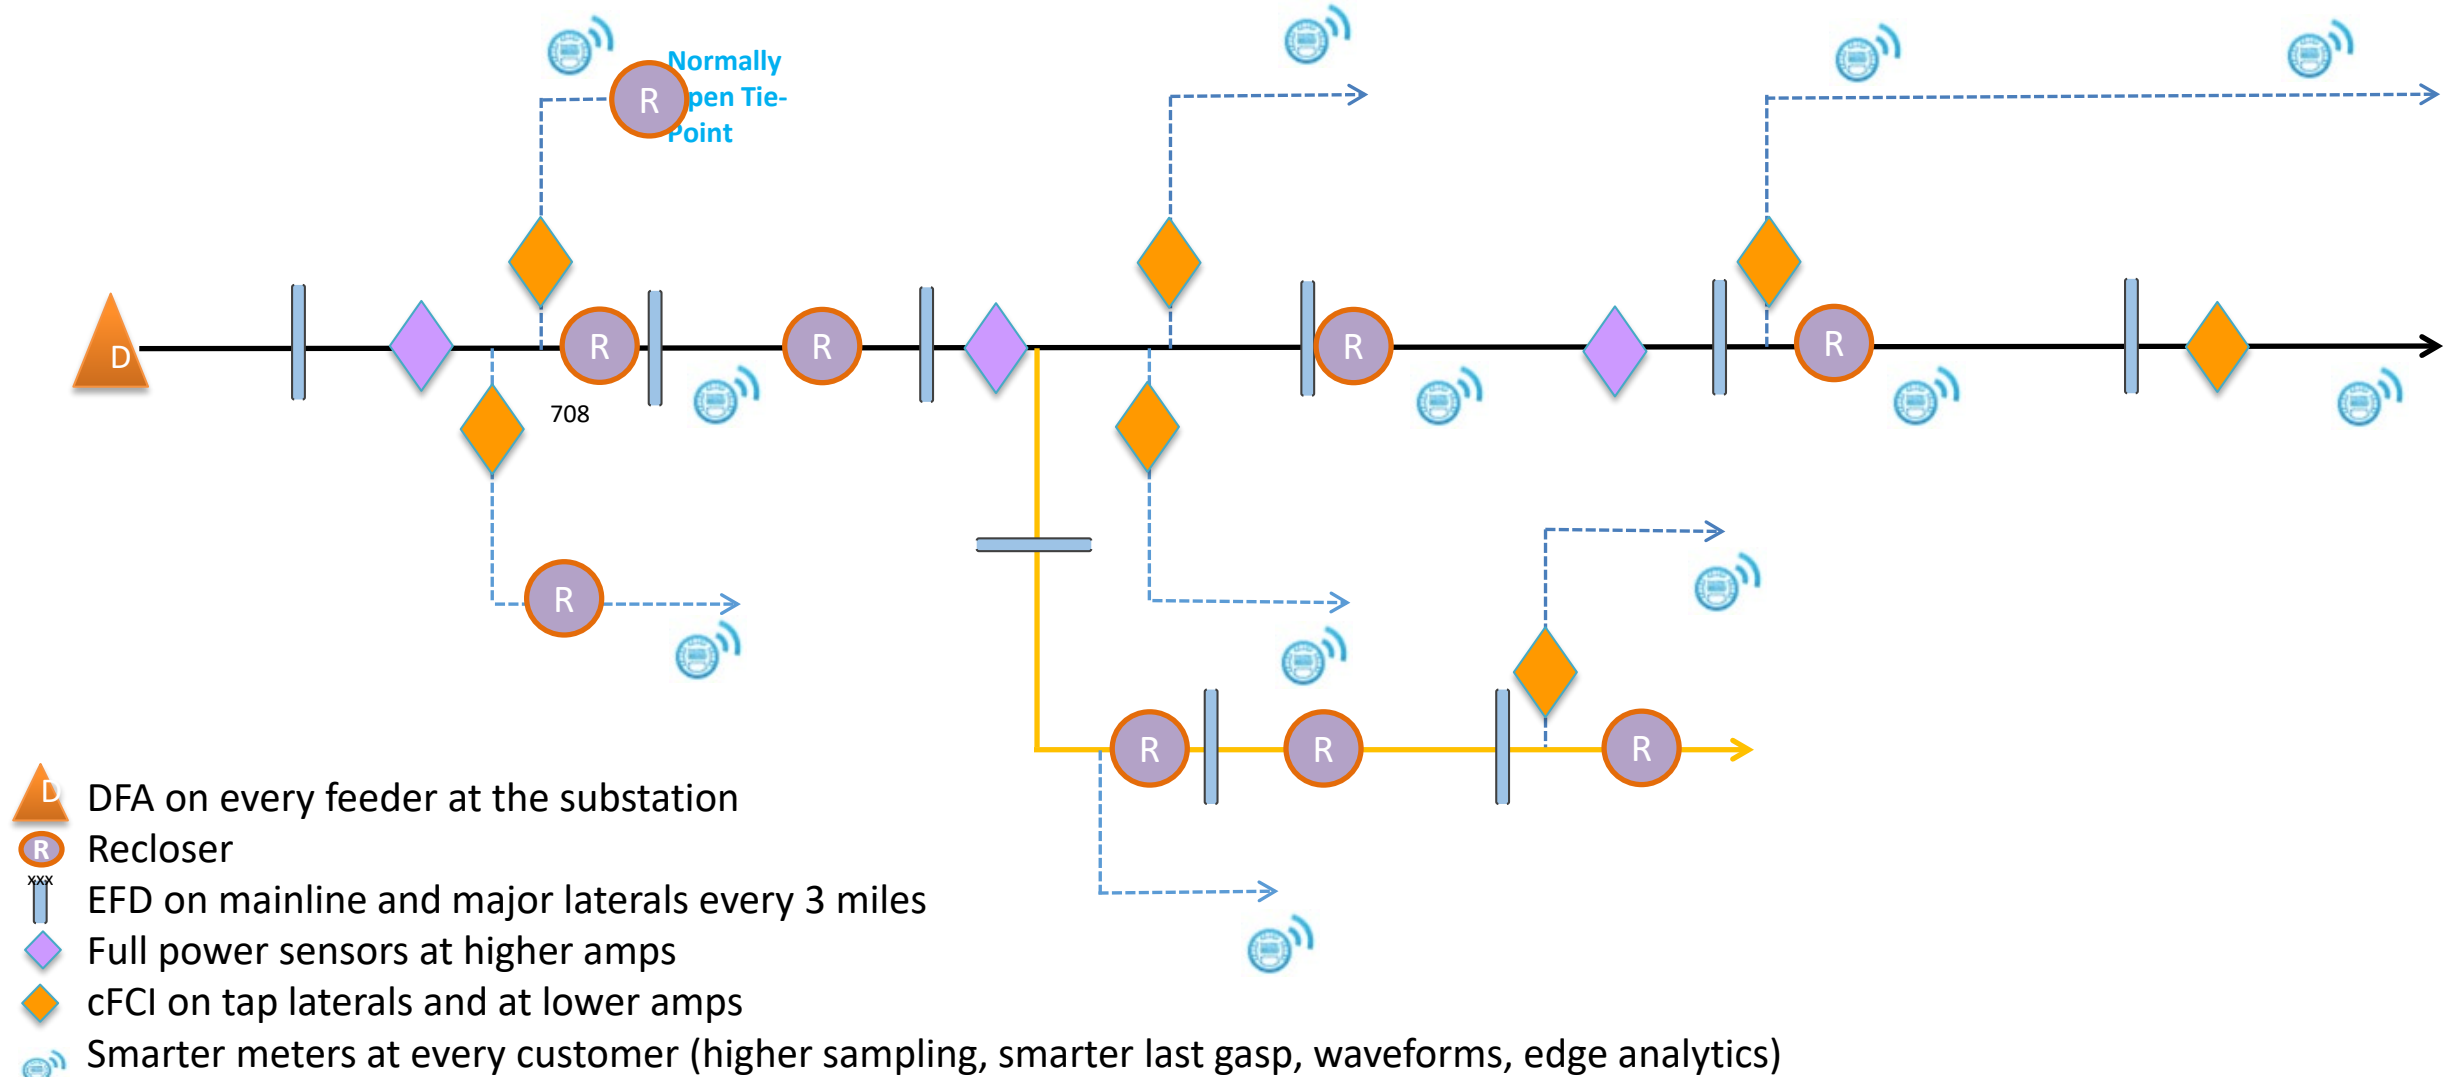 Normally
pen Tie-
Point
R
D
R
R
R
R
708
R
R
R
R
D
DFA on every feeder at the substation
R
Recloser
xxx
EFD on mainline and major laterals every 3 miles
Full power sensors at higher amps
cFCI on tap laterals and at lower amps
Smarter meters at every customer (higher sampling, smarter last gasp, waveforms, edge analytics)